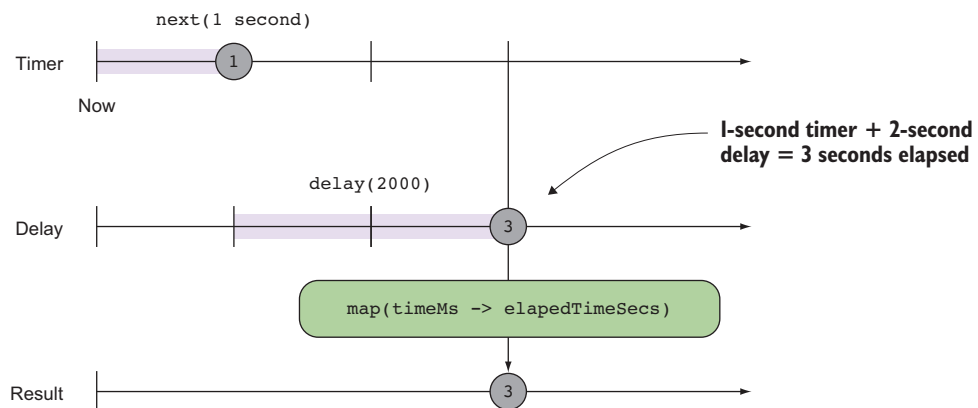 next(1 second)
Timer
1
Now
1-second timer + 2-second
delay = 3 seconds elapsed
delay(2000)
Delay
3
map(timeMs -> elapedTimeSecs)
Result
3